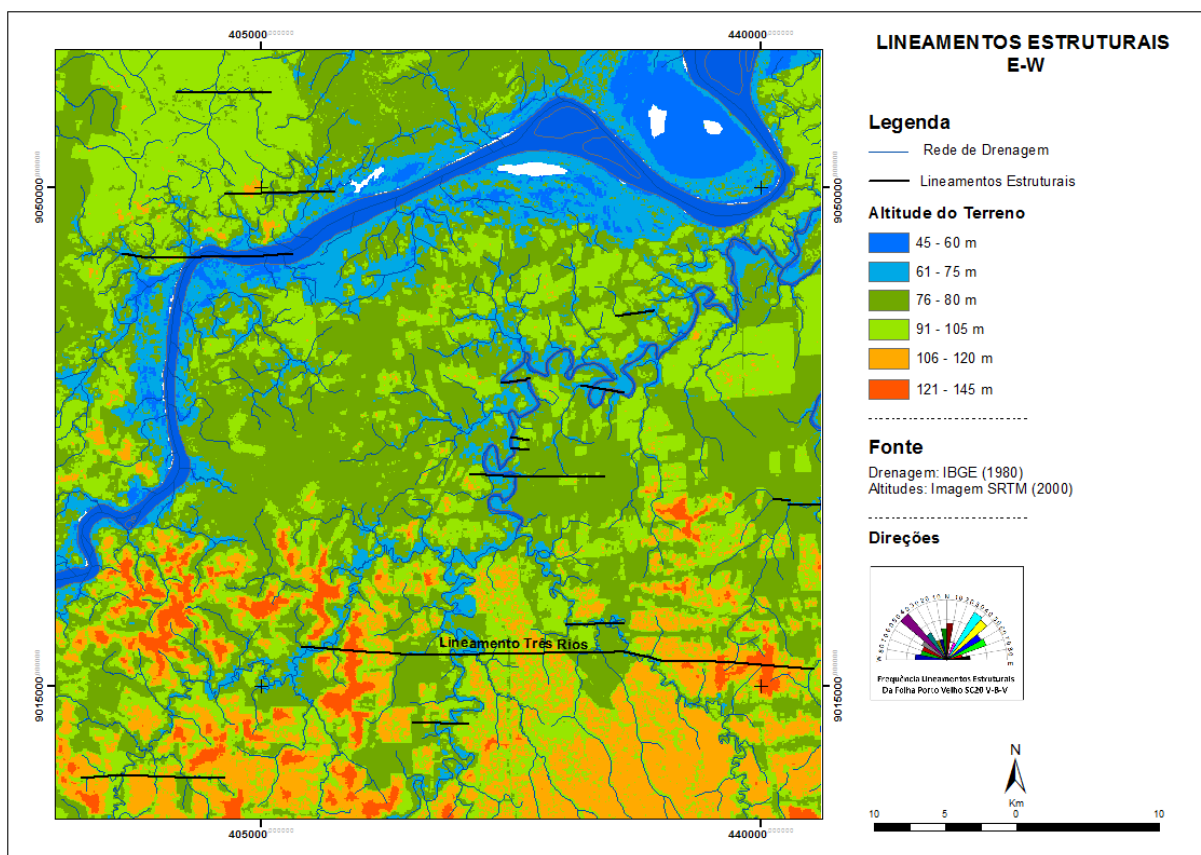 405000
440000
9050000
9050000
Lineamento Três Rios
9015000
9015000
405000
440000
LINEAMENTOS ESTRUTURAIS
E-W
Legenda
Rede de Drenagem
Lineamentos Estruturais
Altitude do Terreno
45 - 60 m
61 - 75 m
76 - 80 m
91 - 105 m
106 - 120 m
121 - 145 m
Fonte
Drenagem: IBGE (1980)
Altitudes: Imagem SRTM (2000)
Direções
N
E
Frequência Lineamentos Estruturais
Da Folha Porto Velho SC20 V-B-V
N
Km
10 5 0 10